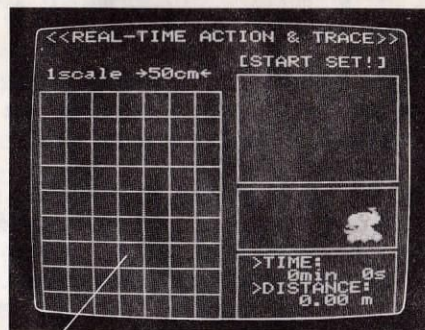 <<REAL-TIME ACTION & TRACE>>
[START SET!]
1scale →50cm←
>TIME:
0min 0s
>DISTANCE:
0.00 m